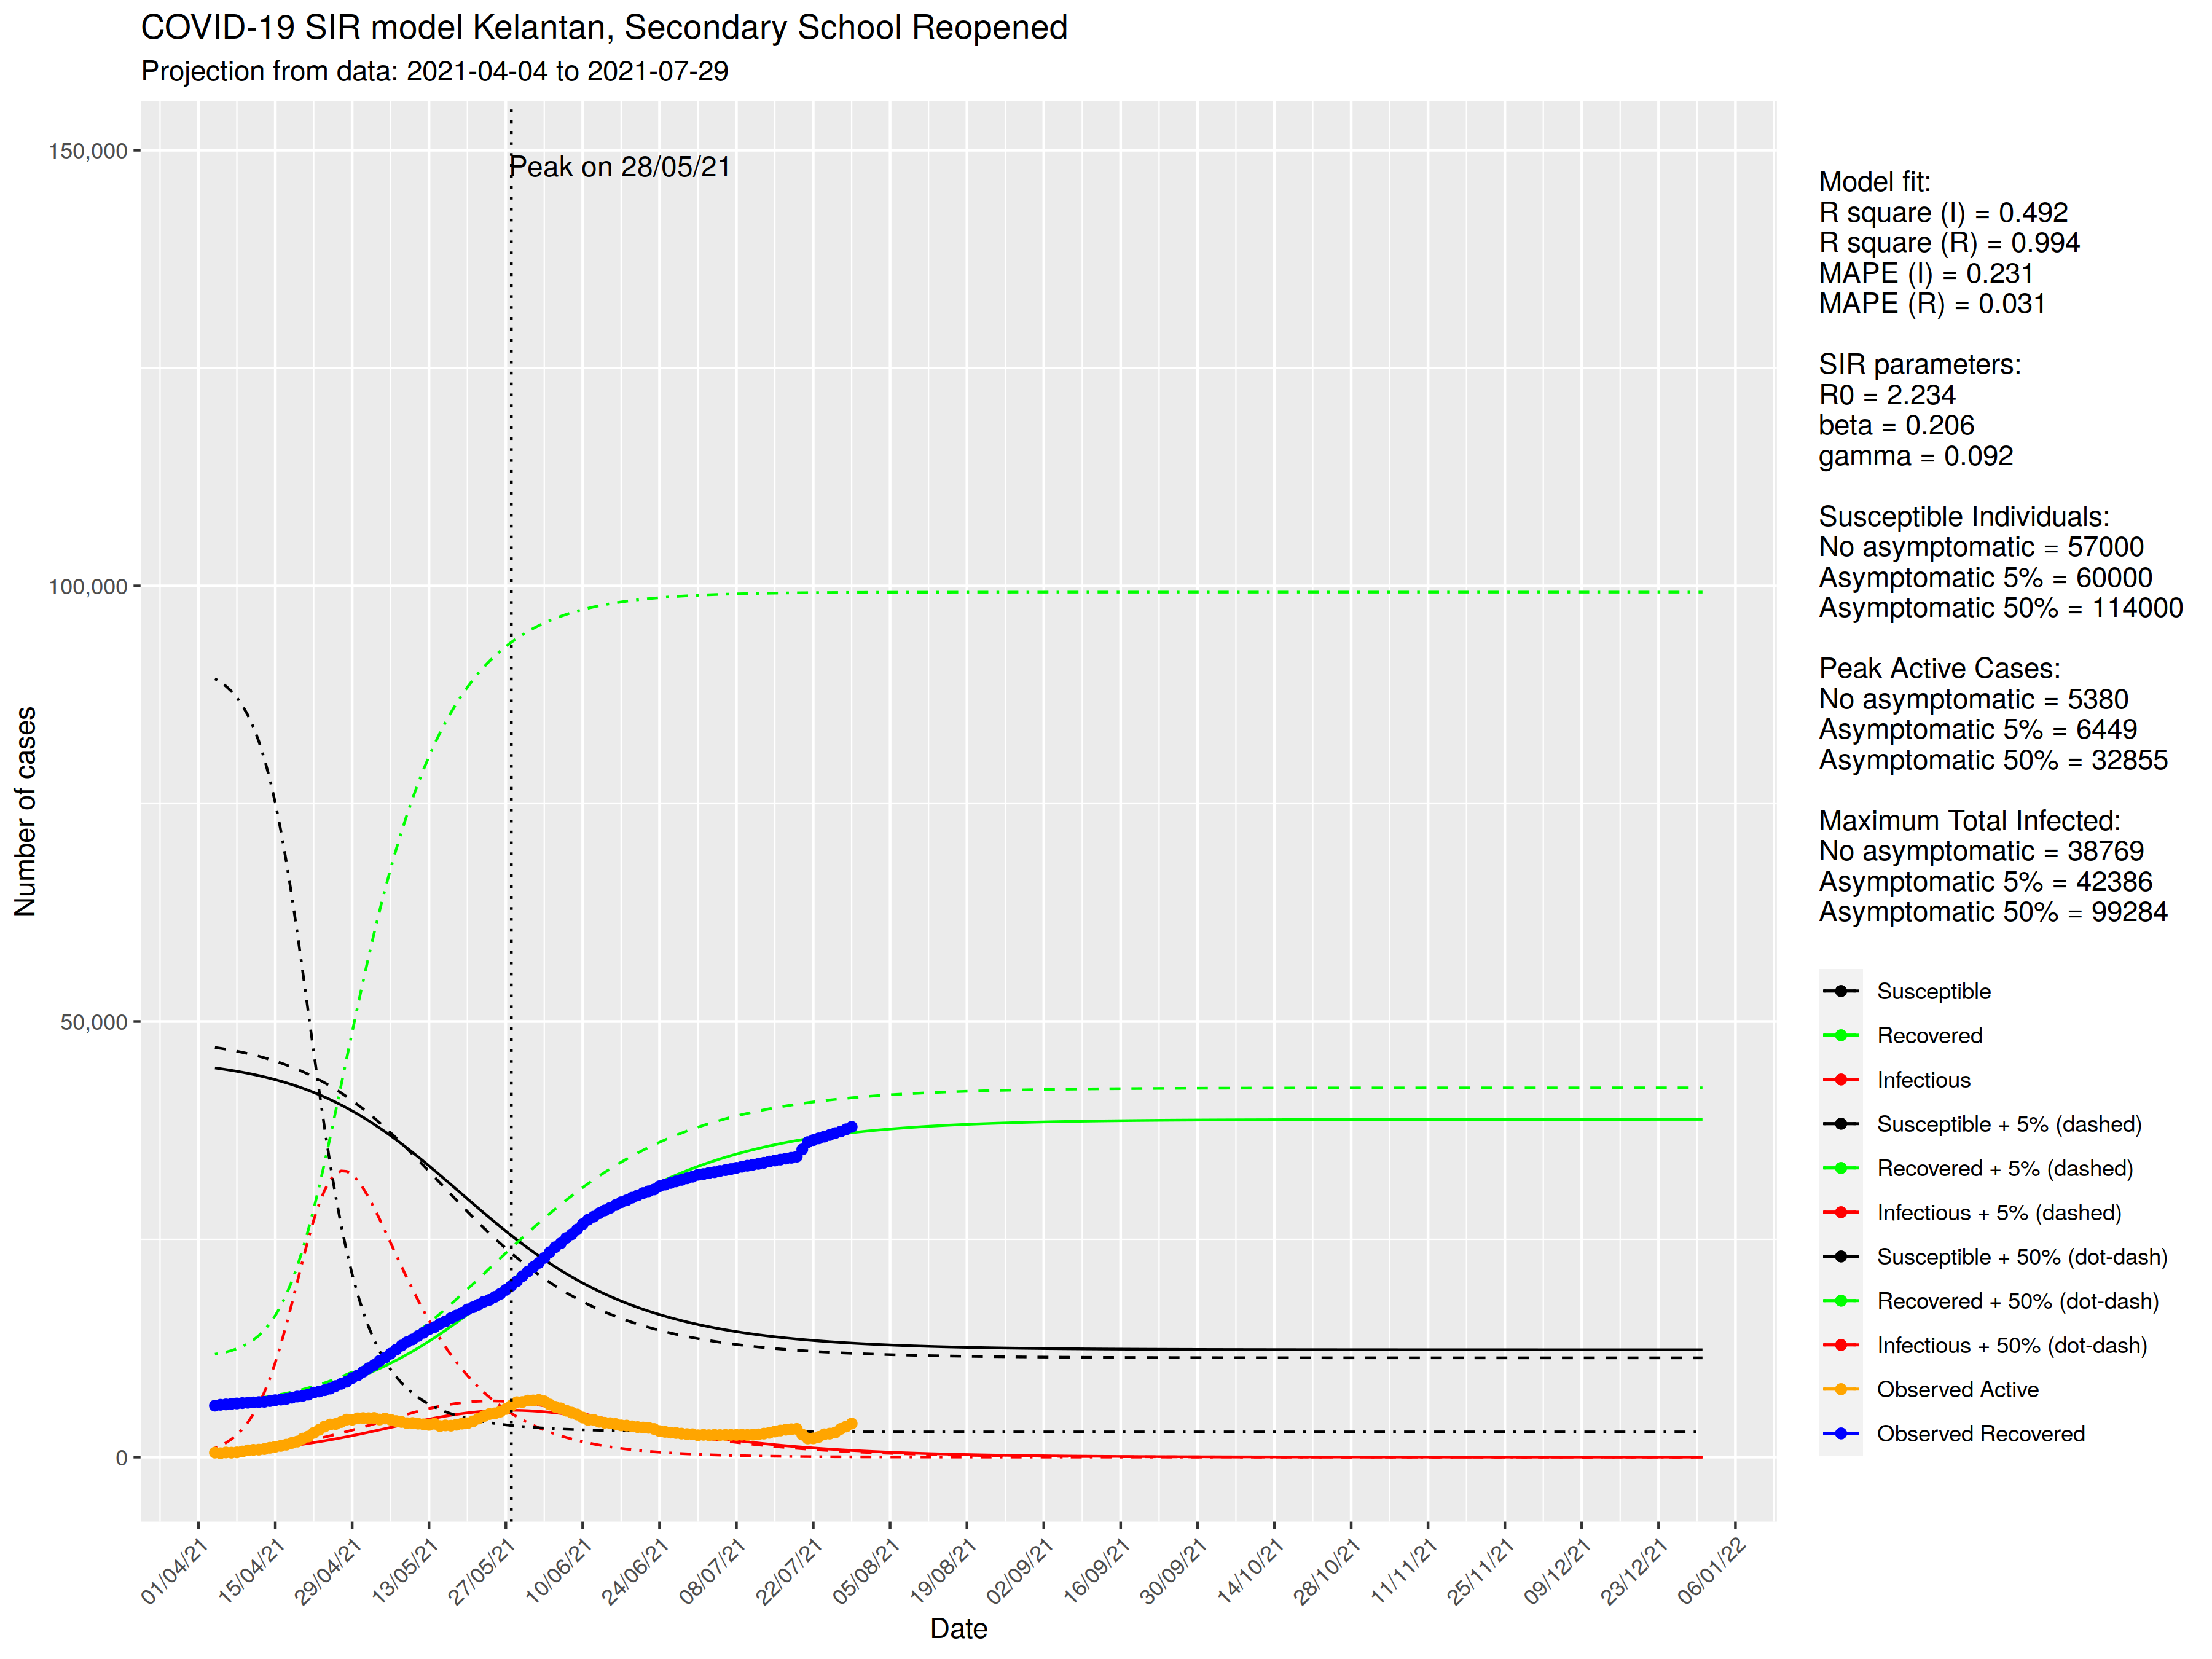 COVID-19 SIR model Kelantan, Secondary School Reopened
Projection from data: 2021-04-04 to 2021-07-29
Number of cases
150,000
100,000
50,000
0
Peak on 28/05/21
01/04/21
15/04/21
29/04/21
13/05/21
27/05/21
10/06/21
24/06/21
08/07/21
22/07/21
05/08/21
19/08/21
02/09/21
16/09/21
30/09/21
14/10/21
28/10/21
11/11/21
25/11/21
09/12/21
23/12/21
06/01/22
Date
Model fit:
R square (I) = 0.492
R square (R) = 0.994
MAPE (I) = 0.231
MAPE (R) = 0.031
SIR parameters:
R0 = 2.234
beta = 0.206
gamma = 0.092
Susceptible Individuals:
No asymptomatic = 57000
Asymptomatic 5% = 60000
Asymptomatic 50% = 114000
Peak Active Cases:
No asymptomatic = 5380
Asymptomatic 5% = 6449
Asymptomatic 50% = 32855
Maximum Total Infected:
No asymptomatic = 38769
Asymptomatic 5% = 42386
Asymptomatic 50% = 99284
Susceptible
Recovered
Infectious
Susceptible + 5% (dashed)
Recovered + 5% (dashed)
Infectious + 5% (dashed)
Susceptible + 50% (dot-dash)
Recovered + 50% (dot-dash)
Infectious + 50% (dot-dash)
Observed Active
Observed Recovered